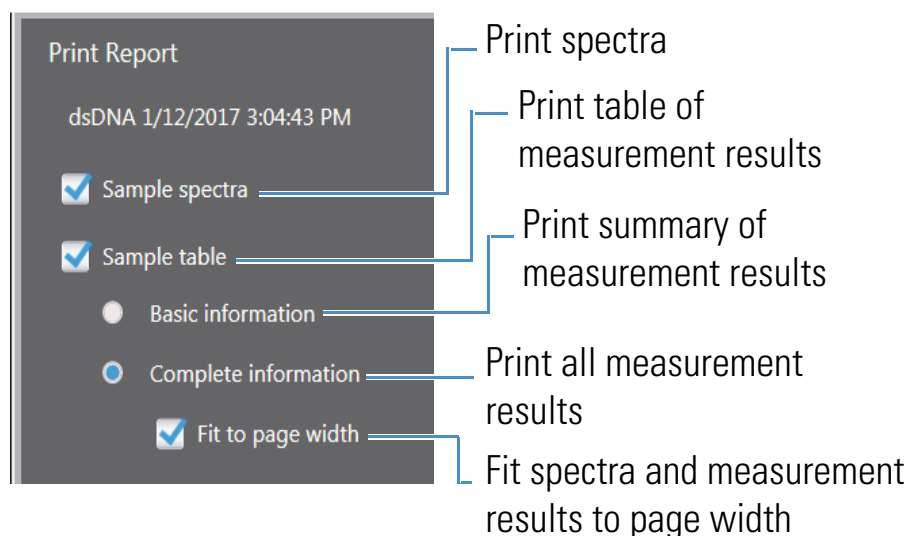 Print Report
dsDNA 1/12/2017 3:04:43 PM
Sample spectra
Sample table
Basic information
Complete information
Fit to page width
Print spectra
Print table of
measurement results
Print summary of
measurement results
Print all measurement
results
Fit spectra and measurement
results to page width